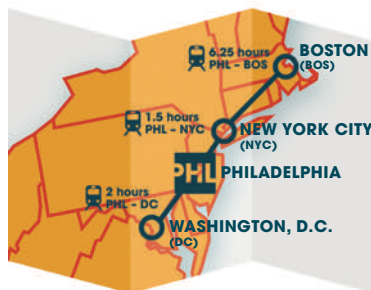 6.25 hours
PHL – BOS
BOSTON
(BOS)
1.5 hours
PHL – NYC
NEW YORK CITY
(NYC)
PHL PHILADELPHIA
2 hours
PHL – DC
WASHINGTON, D.C.
(DC)